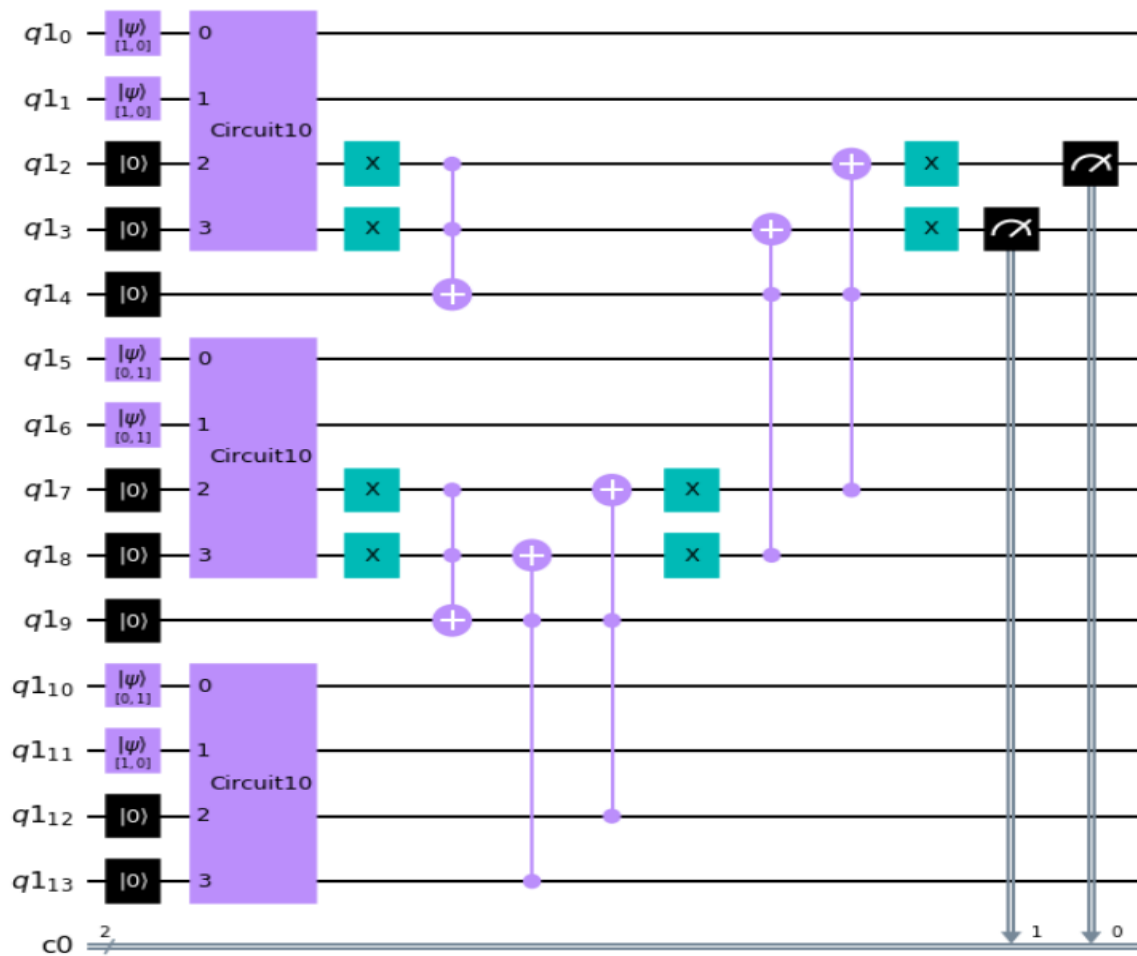 q1₀ |ψ⟩ [1, 0] 0
q1₁ |ψ⟩ [1, 0] 1
Circuit10
q1₂ |0⟩ 2 X X
q1₃ |0⟩ 3 X X
q1₄ |0⟩
q1₅ |ψ⟩ [0, 1] 0
q1₆ |ψ⟩ [0, 1] 1
Circuit10
q1₇ |0⟩ 2 X X
q1₈ |0⟩ 3 X X
q1₉ |0⟩
q1₁₀ |ψ⟩ [0, 1] 0
q1₁₁ |ψ⟩ [1, 0] 1
Circuit10
q1₁₂ |0⟩ 2
q1₁₃ |0⟩ 3
c0 2 1 0